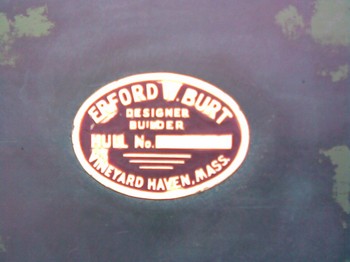 ERFORD W. BURT
DESIGNER
BUILDER
HULL No.
VINEYARD HAVEN, MASS.